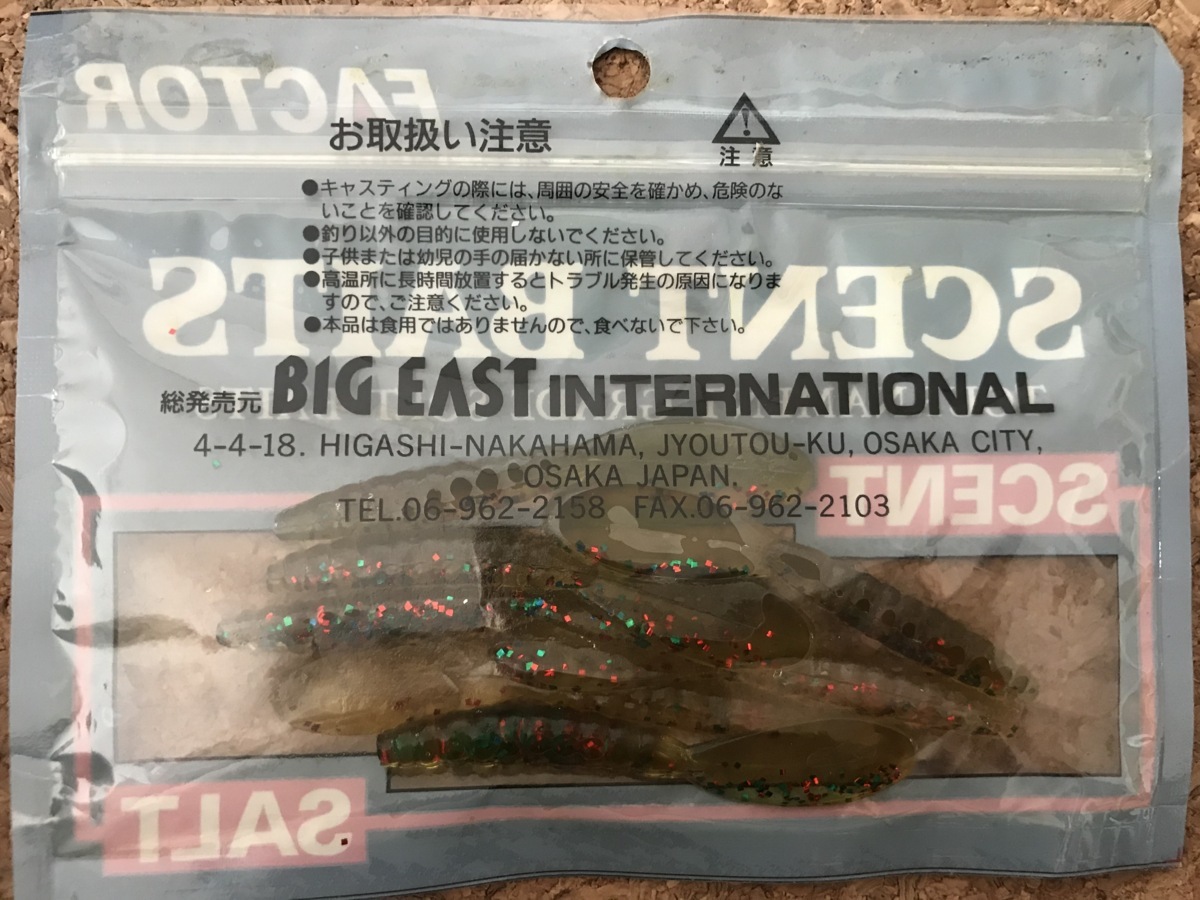 FACTOR
お取扱い注意
注意
●キャスティングの際には、周囲の安全を確かめ、危険のな
いことを確認してください。
●釣り以外の目的に使用しないでください。
●子供または幼児の手の届かない所に保管してください。
●高温所に長時間放置するとトラブル発生の原因になりま
すので、ご注意ください。
●本品は食用ではありませんので、食べないで下さい。
SCENT BAITS
総発売元 BIG EAST INTERNATIONAL
4-4-18. HIGASHI-NAKAHAMA, JYOUTOU-KU, OSAKA CITY,
OSAKA JAPAN.
TEL.06-962-2158 FAX.06-962-2103
SCENT
SALT